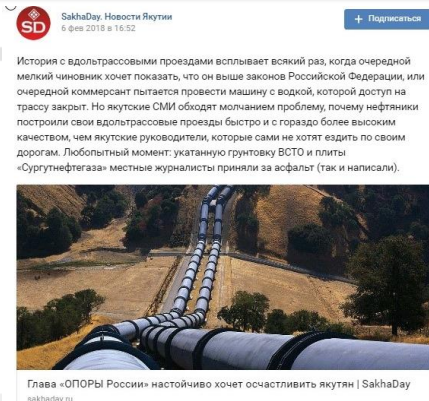 SakhaDay. Новости Якутии
6 фев 2018 в 16:52
+ Подписаться
SD
История с вдольтрассовыми проездами всплывает всякий раз, когда очередной
мелкий чиновник хочет показать, что он выше законов Российской Федерации, или
очередной коммерсант пытается провести машину с водкой, которой доступ на
трассу закрыт. Но якутские СМИ обходят молчанием проблему, почему нефтяники
построили свои вдольтрассовые проезды быстро и с гораздо более высоким
качеством, чем якутские руководители, которые сами не хотят ездить по своим
дорогам. Любопытный момент: укатанную грунтовку ВСТО и плиты
«Сургутнефтегаза» местные журналисты приняли за асфальт (так и написали).
Глава «ОПОРЫ России» настойчиво хочет осчастливить якутян | SakhaDay
sakhaday.ru